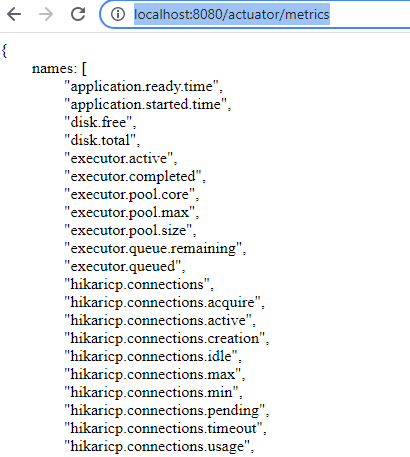 localhost:8080/actuator/metrics
{
names: [
"application.ready.time",
"application.started.time",
"disk.free",
"disk.total",
"executor.active",
"executor.completed",
"executor.pool.core",
"executor.pool.max",
"executor.pool.size",
"executor.queue.remaining",
"executor.queued",
"hikaricp.connections",
"hikaricp.connections.acquire",
"hikaricp.connections.active",
"hikaricp.connections.creation",
"hikaricp.connections.idle",
"hikaricp.connections.max",
"hikaricp.connections.min",
"hikaricp.connections.pending",
"hikaricp.connections.timeout",
"hikaricp.connections.usage",